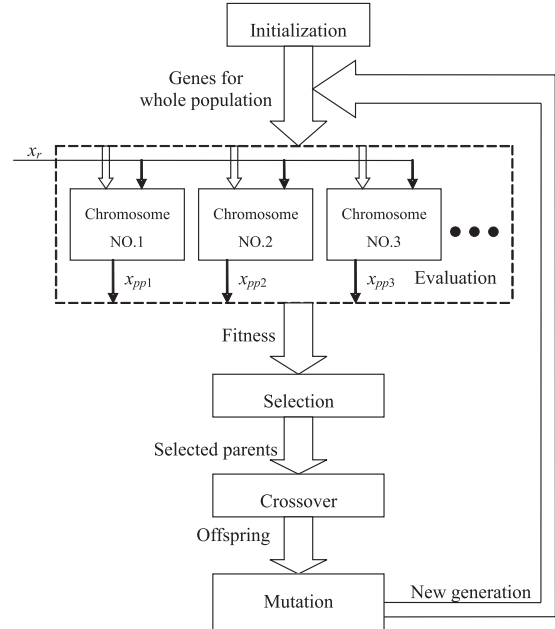 Initialization
Genes for
whole population
x_r
Chromosome
NO.1
Chromosome
NO.2
Chromosome
NO.3
x_pp1
x_pp2
x_pp3
Evaluation
Fitness
Selection
Selected parents
Crossover
Offspring
New generation
Mutation